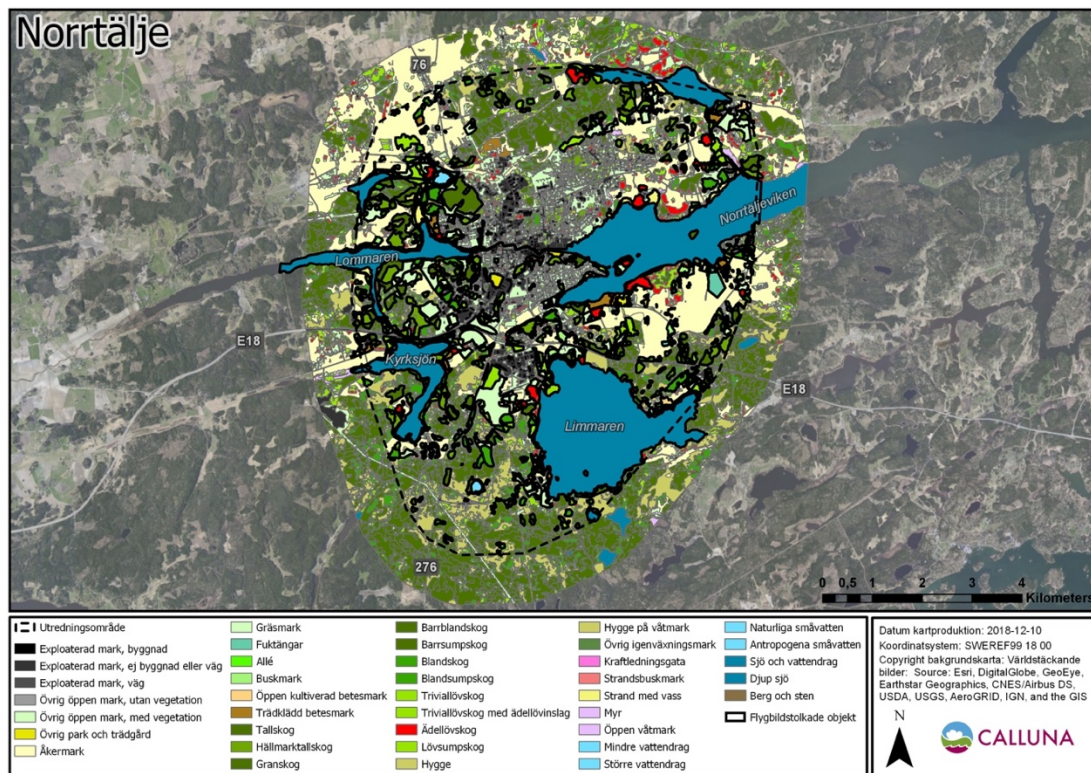 Norrtälje
76
Norrtäljeviken
Lommaren
E18
Kyrksjön
E18
Limmaren
276
0 0,5 1 2 3 4
Kilometers
Utredningsområde
Exploaterad mark, byggnad
Exploaterad mark, ej byggnad eller väg
Exploaterad mark, väg
Övrig öppen mark, utan vegetation
Övrig öppen mark, med vegetation
Övrig park och trädgård
Åkermark
Gräsmark
Fuktängar
Allé
Buskmark
Öppen kultiverad betesmark
Trädklädd betesmark
Tallskog
Hällmarktallskog
Granskog
Barrblandskog
Barrsumpskog
Blandskog
Blandsumpskog
Triviallövskog
Triviallövskog med ädellövinslag
Ädellövskog
Lövsumpskog
Hygge
Hygge på våtmark
Övrig igenväxningsmark
Kraftledningsgata
Strandsbuskmark
Strand med vass
Myr
Öppen våtmark
Mindre vattendrag
Större vattendrag
Naturliga småvatten
Antropogena småvatten
Sjö och vattendrag
Djup sjö
Berg och sten
Flygbildstolkade objekt
Datum kartproduktion: 2018-12-10
Koordinatsystem: SWEREF99 18 00
Copyright bakgrundskarta: Världstäckande
bilder: Source: Esri, DigitalGlobe, GeoEye,
Earthstar Geographics, CNES/Airbus DS,
USDA, USGS, AeroGRID, IGN, and the GIS
N
CALLUNA